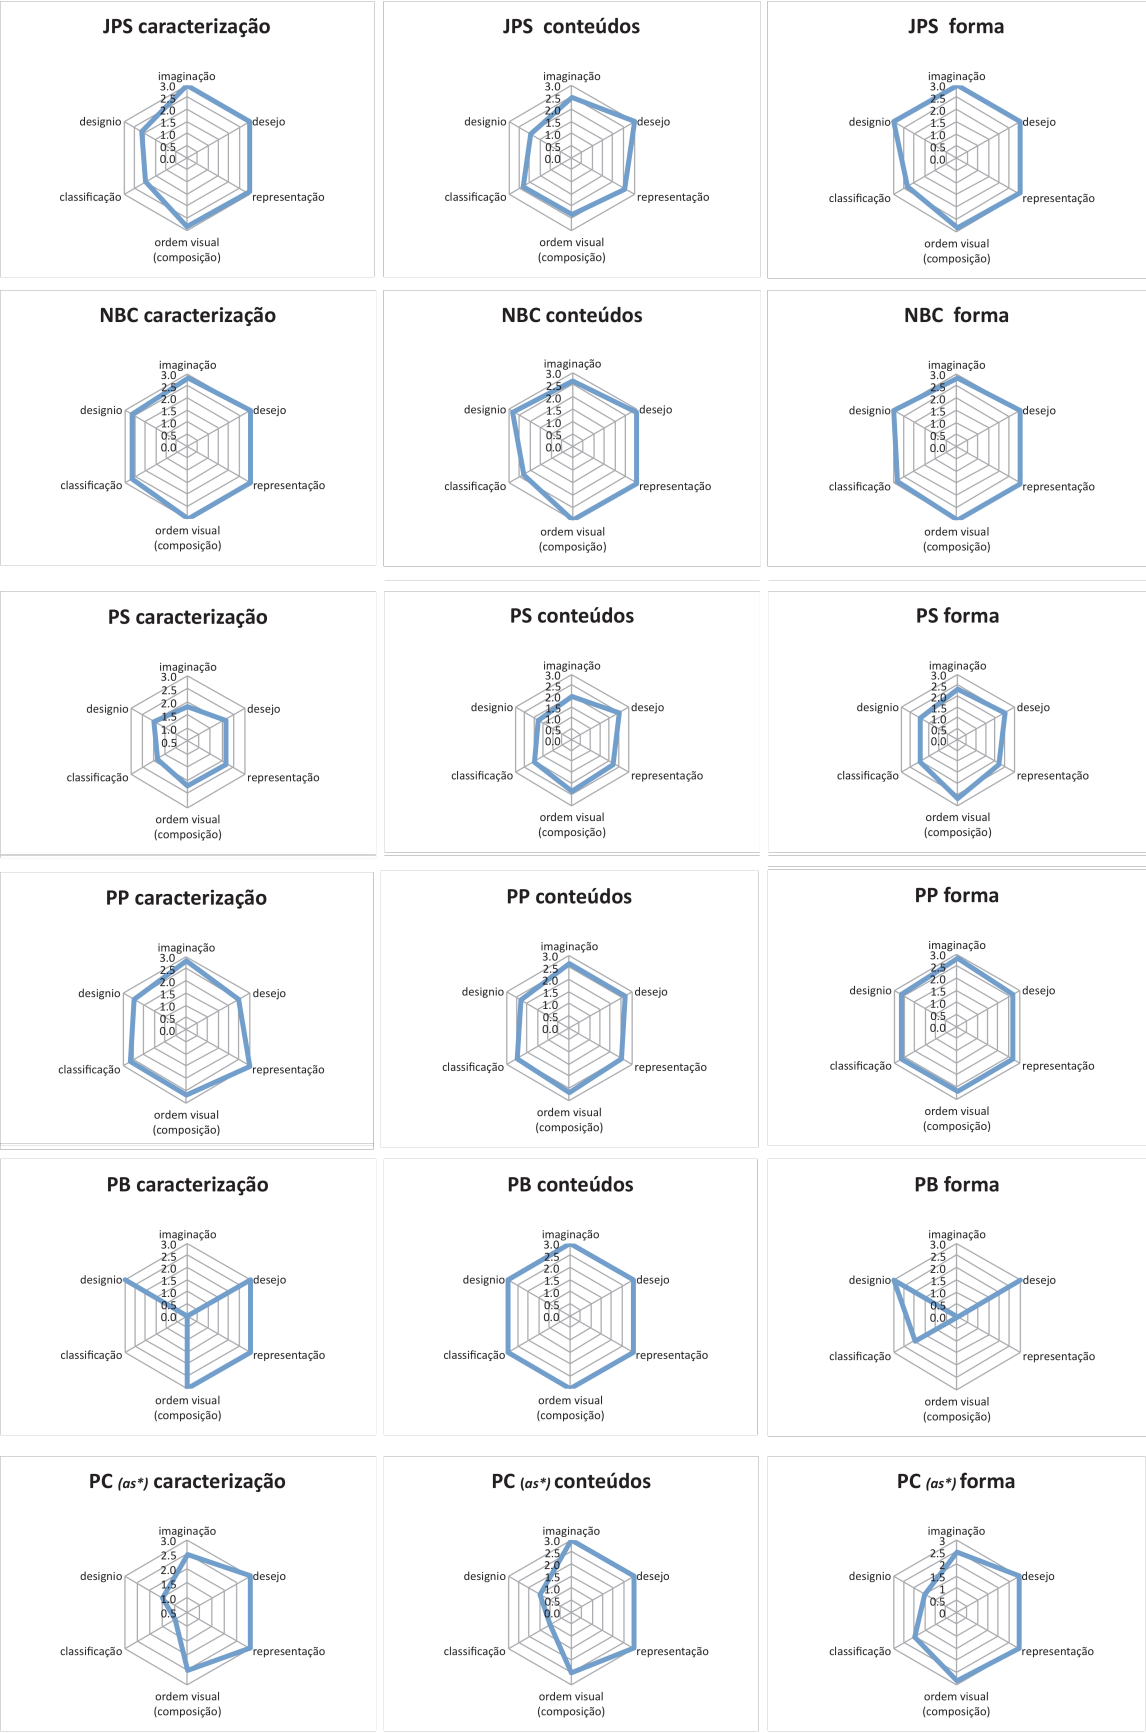 JPS caracterização
imaginação
3.0
2.5
2.0
1.5
1.0
0.5
0.0
designio
desejo
classificação
representação
ordem visual
(composição)
JPS conteúdos
imaginação
3.0
2.5
2.0
1.5
1.0
0.5
0.0
designio
desejo
classificação
representação
ordem visual
(composição)
JPS forma
imaginação
3.0
2.5
2.0
1.5
1.0
0.5
0.0
designio
desejo
classificação
representação
ordem visual
(composição)
NBC caracterização
imaginação
3.0
2.5
2.0
1.5
1.0
0.5
0.0
designio
desejo
classificação
representação
ordem visual
(composição)
NBC conteúdos
imaginação
3.0
2.5
2.0
1.5
1.0
0.5
0.0
designio
desejo
classificação
representação
ordem visual
(composição)
NBC forma
imaginação
3.0
2.5
2.0
1.5
1.0
0.5
0.0
designio
desejo
classificação
representação
ordem visual
(composição)
PS caracterização
imaginação
3.0
2.5
2.0
1.5
1.0
0.5
designio
desejo
classificação
representação
ordem visual
(composição)
PS conteúdos
imaginação
3.0
2.5
2.0
1.5
1.0
0.5
0.0
designio
desejo
classificação
representação
ordem visual
(composição)
PS forma
imaginação
3.0
2.5
2.0
1.5
1.0
0.5
0.0
designio
desejo
classificação
representação
ordem visual
(composição)
PP caracterização
imaginação
3.0
2.5
2.0
1.5
1.0
0.5
0.0
designio
desejo
classificação
representação
ordem visual
(composição)
PP conteúdos
imaginação
3.0
2.5
2.0
1.5
1.0
0.5
0.0
designio
desejo
classificação
representação
ordem visual
(composição)
PP forma
imaginação
3.0
2.5
2.0
1.5
1.0
0.5
0.0
designio
desejo
classificação
representação
ordem visual
(composição)
PB caracterização
imaginação
3.0
2.5
2.0
1.5
1.0
0.5
0.0
designio
desejo
classificação
representação
ordem visual
(composição)
PB conteúdos
imaginação
3.0
2.5
2.0
1.5
1.0
0.5
0.0
designio
desejo
classificação
representação
ordem visual
(composição)
PB forma
imaginação
3.0
2.5
2.0
1.5
1.0
0.5
0.0
designio
desejo
classificação
representação
ordem visual
(composição)
PC (as*) caracterização
imaginação
3.0
2.5
2.0
1.5
1.0
0.5
designio
desejo
classificação
representação
ordem visual
(composição)
PC (as*) conteúdos
imaginação
3.0
2.5
2.0
1.5
1.0
0.5
0.0
designio
desejo
classificação
representação
ordem visual
(composição)
PC (as*) forma
imaginação
3
2.5
2
1.5
1
0.5
0
designio
desejo
classificação
representação
ordem visual
(composição)